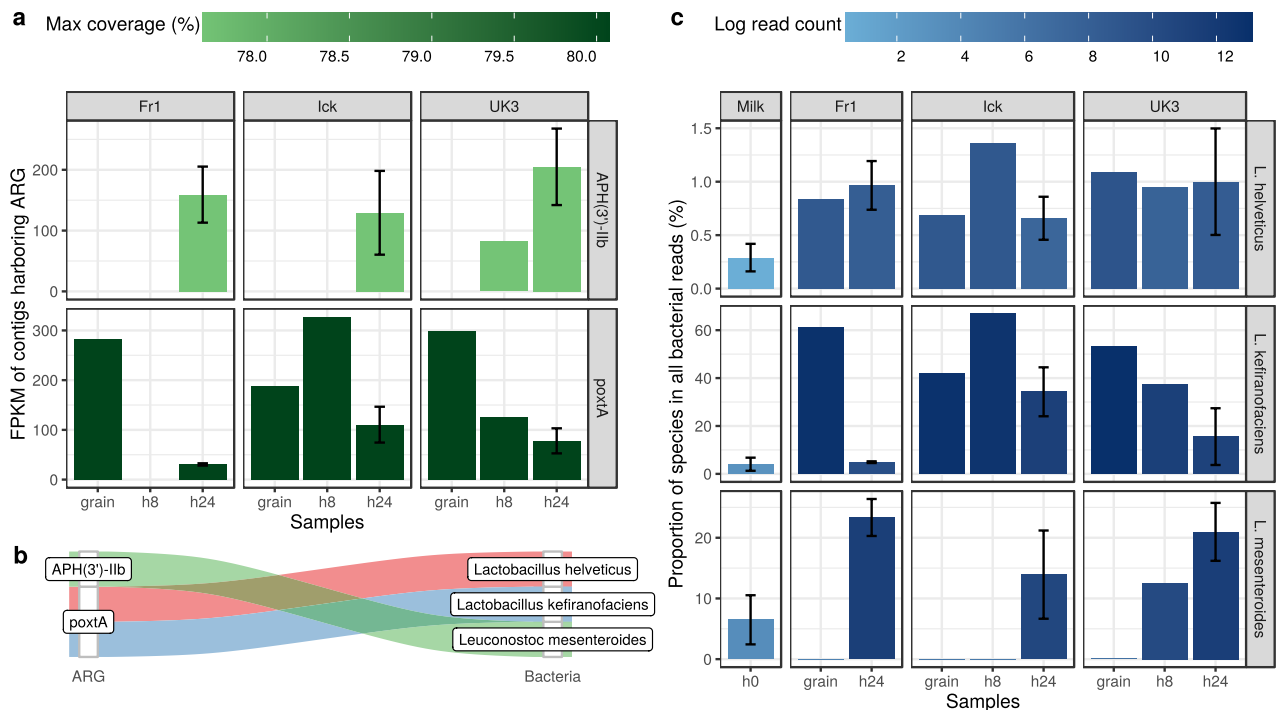 a
Max coverage (%)
78.0 78.5 79.0 79.5 80.0
Fr1 Ick UK3
FPKM of contigs harboring ARG
0 100 200
APH(3')-IIb
0 100 200 300
poxtA
grain h8 h24 grain h8 h24 grain h8 h24
Samples
b
APH(3')-IIb
poxtA
Lactobacillus helveticus
Lactobacillus kefiranofaciens
Leuconostoc mesenteroides
ARG Bacteria
c
Log read count
2 4 6 8 10 12
Milk Fr1 Ick UK3
Proportion of species in all bacterial reads (%)
0.0 0.5 1.0 1.5
L. helveticus
0 20 40 60
L. kefiranofaciens
0 10 20
L. mesenteroides
h0 grain h24 grain h8 h24 grain h8 h24
Samples